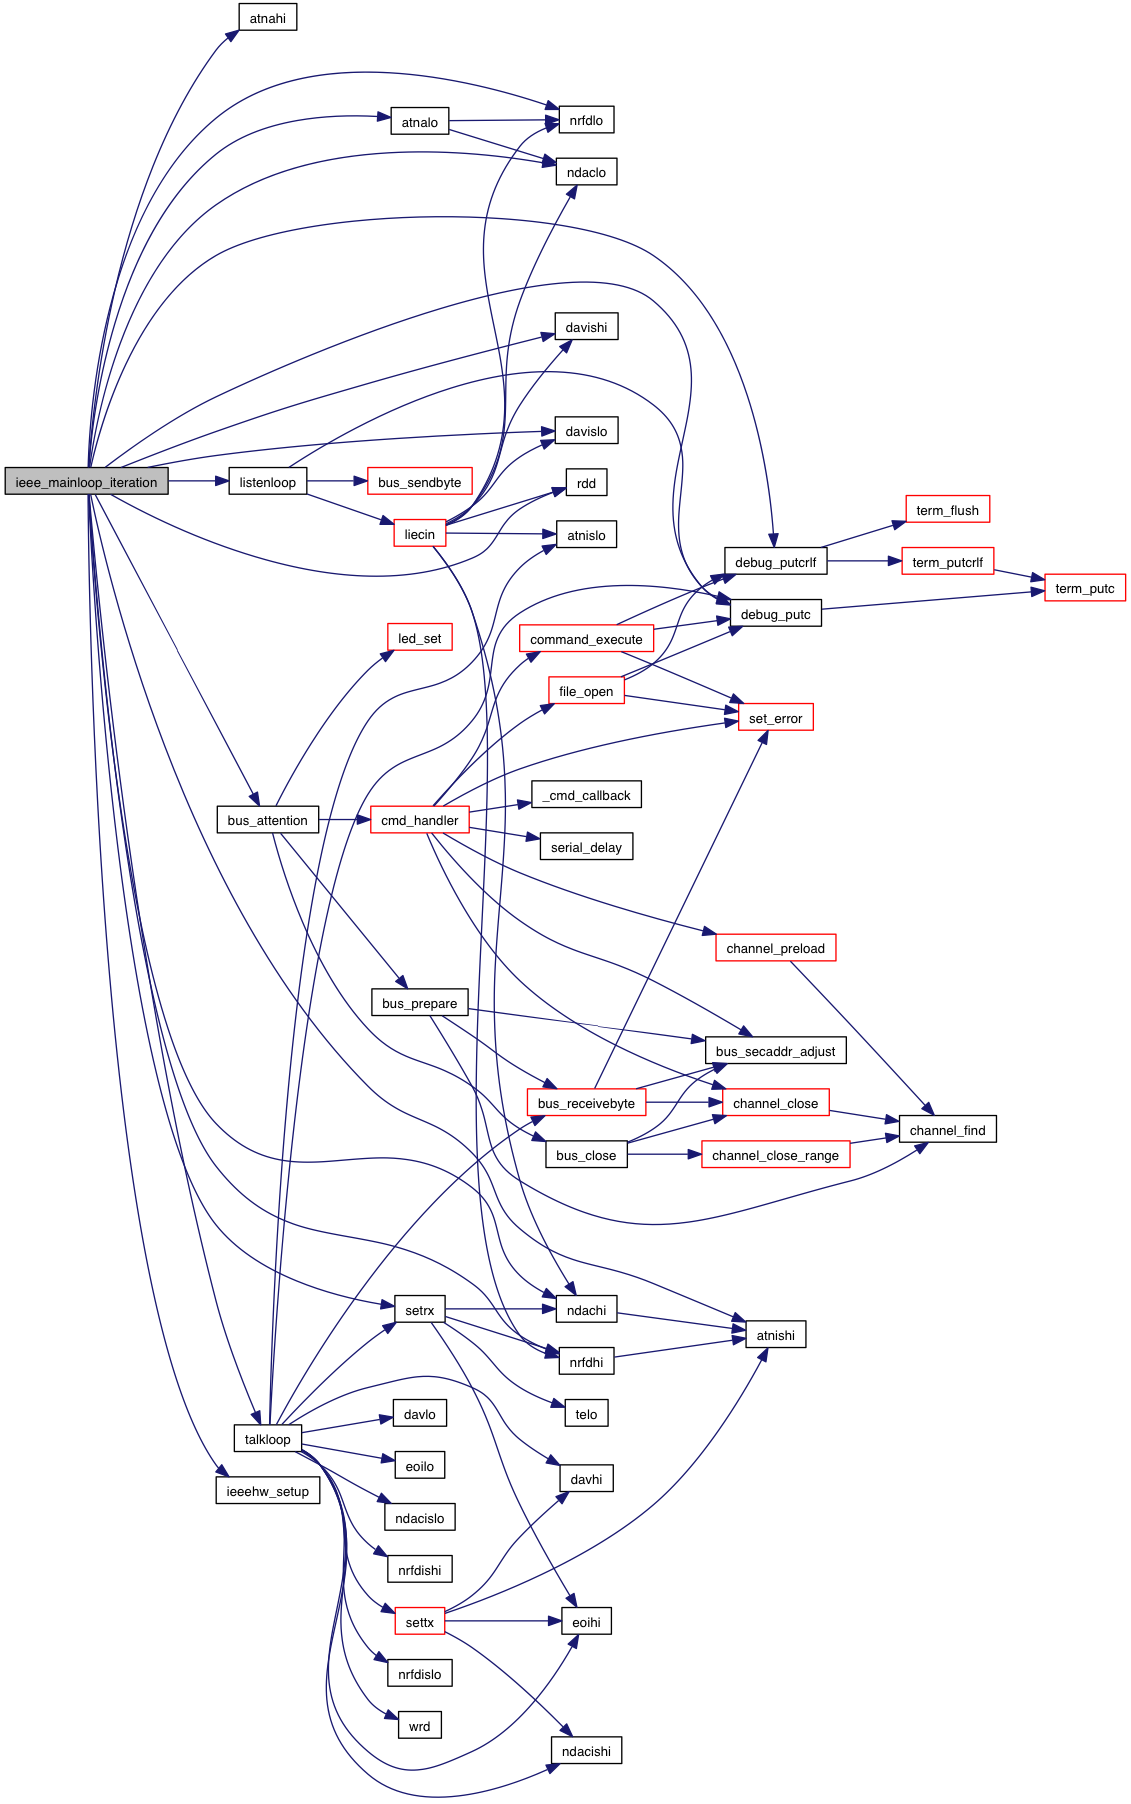 atnahi
nrfdlo
atnalo
ndaclo
davishi
davislo
ieee_mainloop_iteration
listenloop
bus_sendbyte
rdd
term_flush
liecin
atnislo
debug_putcrlf
term_putcrlf
term_putc
debug_putc
led_set
command_execute
file_open
set_error
_cmd_callback
bus_attention
cmd_handler
serial_delay
channel_preload
bus_prepare
bus_secaddr_adjust
bus_receivebyte
channel_close
channel_find
bus_close
channel_close_range
setrx
ndachi
atnishi
nrfdhi
davlo
telo
talkloop
eoilo
davhi
ieeehw_setup
ndacislo
nrfdishi
settx
eoihi
nrfdislo
wrd
ndacishi